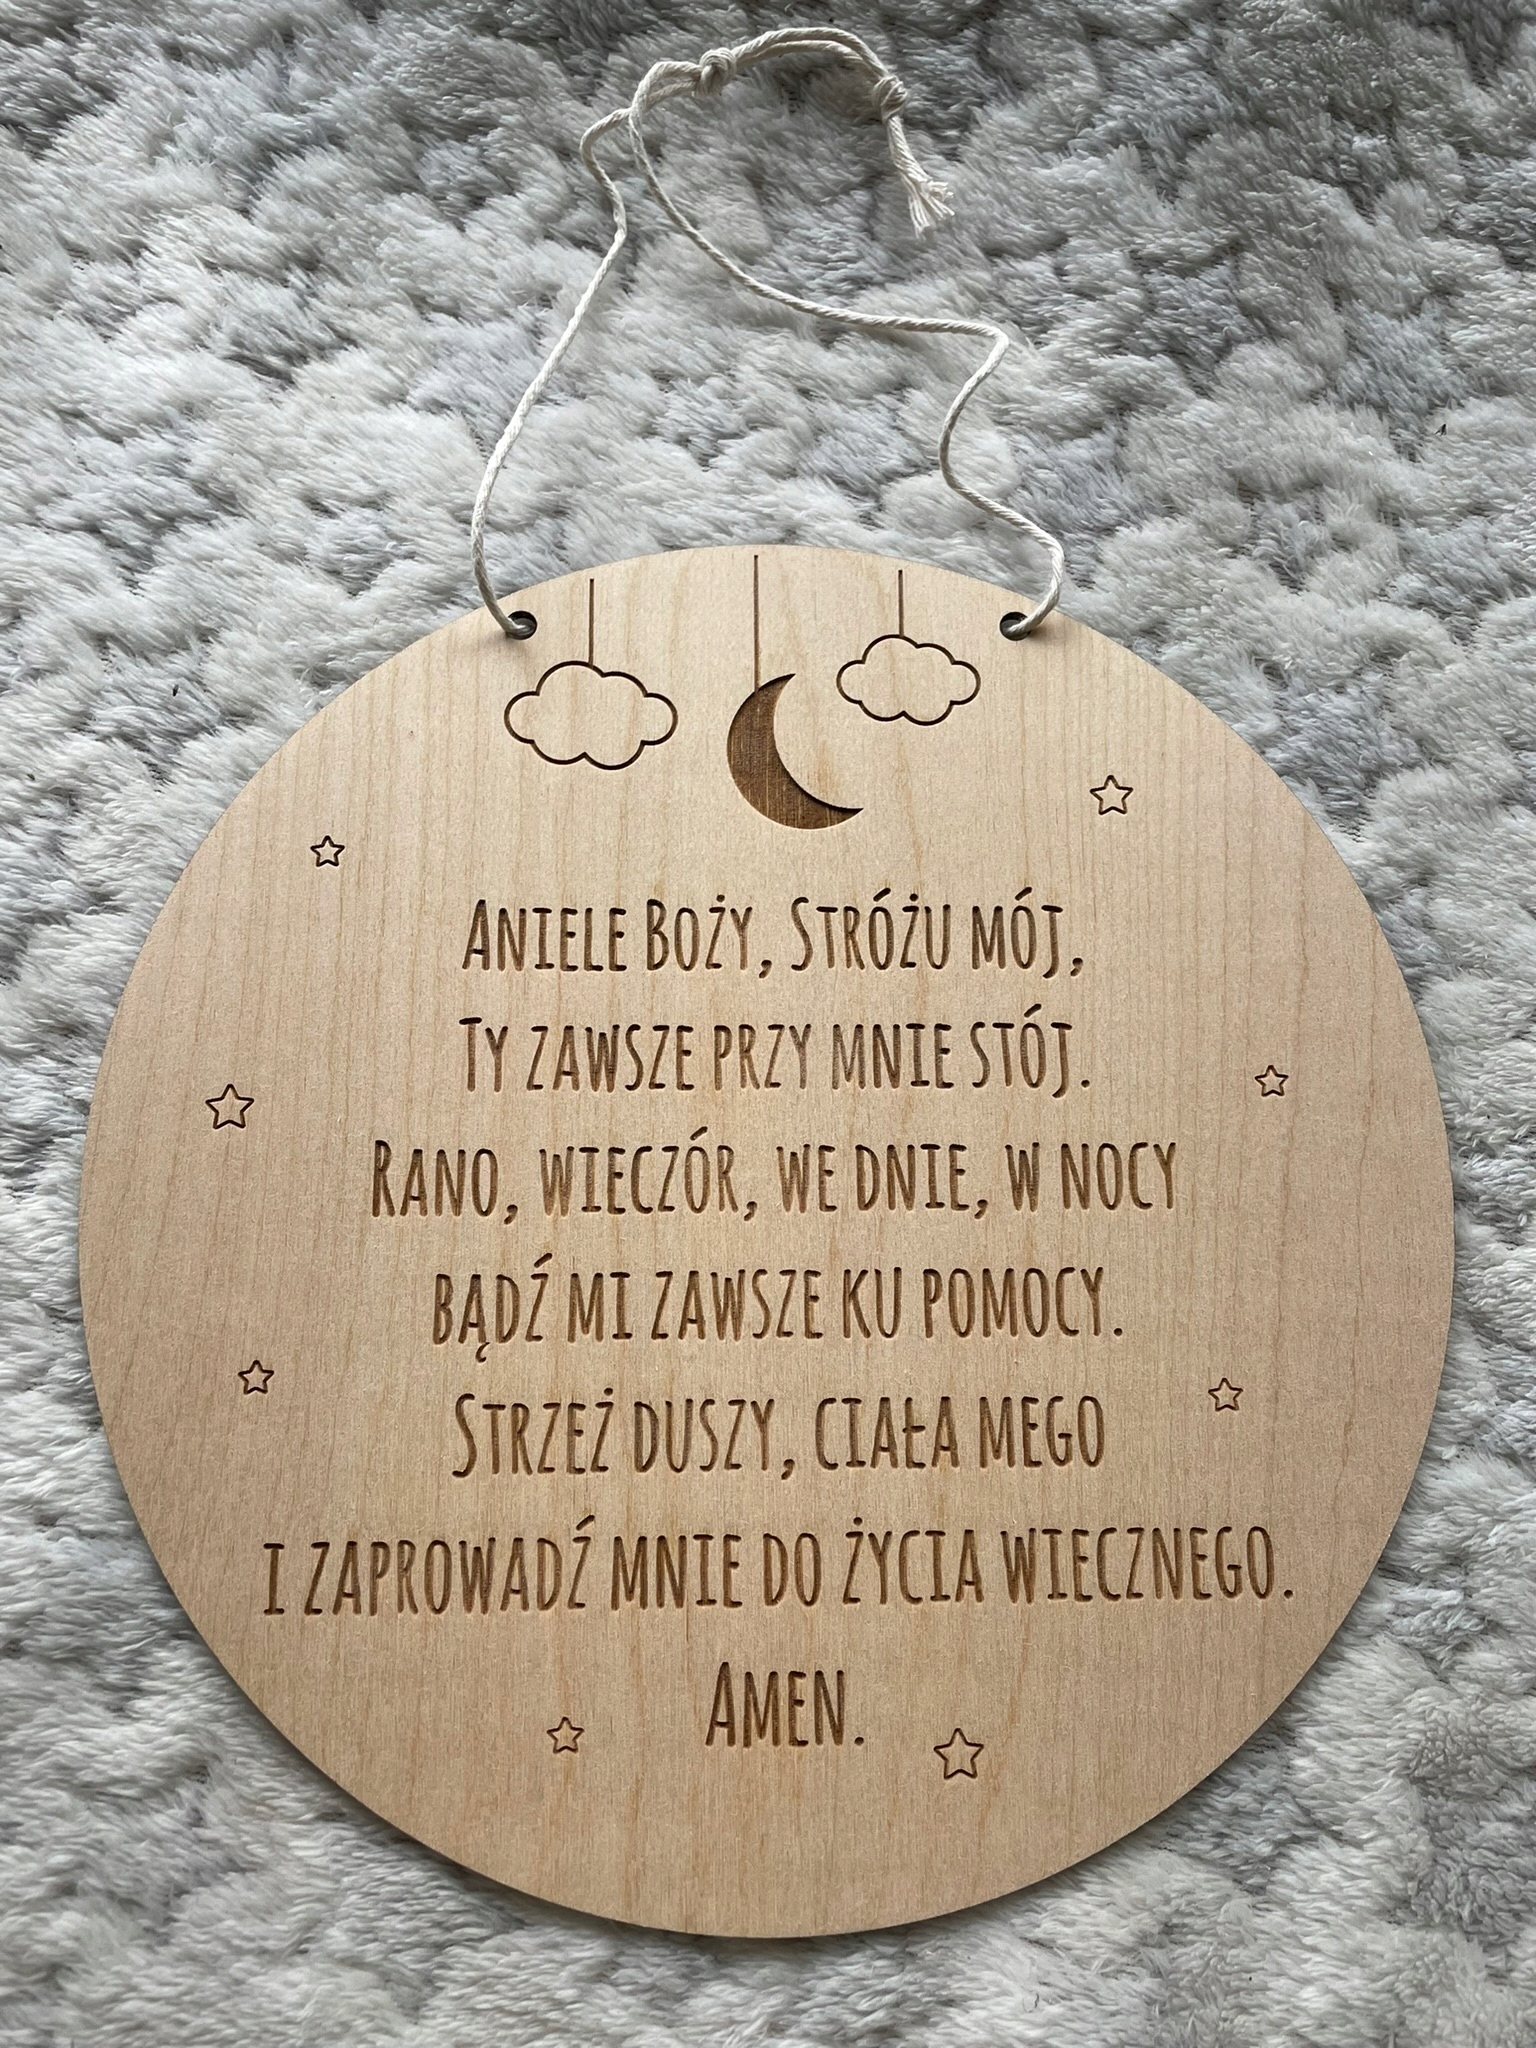 Aniele Boży, Stróżu mój,
Ty zawsze przy mnie stój.
Rano, wieczór, we dnie, w nocy
bądź mi zawsze ku pomocy.
Strzeż duszy, ciała mego
i zaprowadź mnie do życia wiecznego.
Amen.